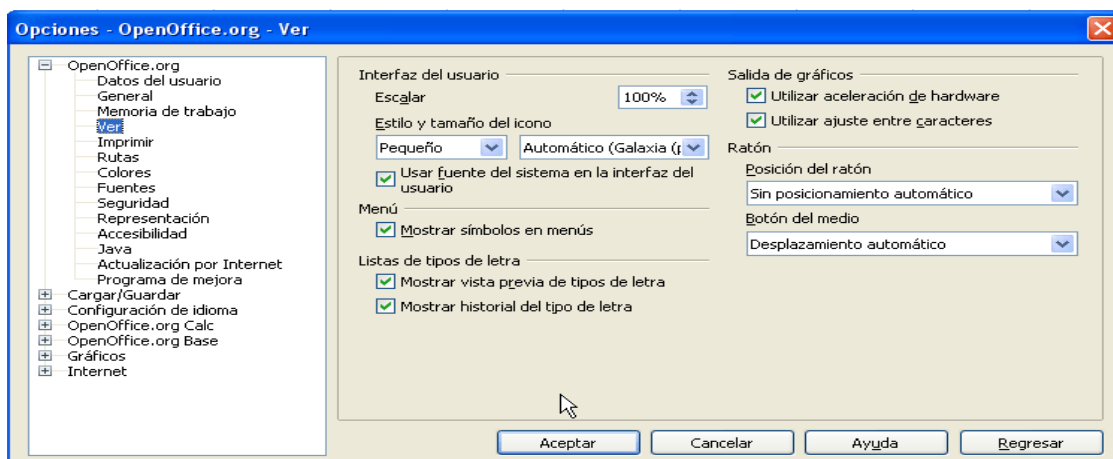 Opciones - OpenOffice.org - Ver
OpenOffice.org
Datos del usuario
General
Memoria de trabajo
Ver
Imprimir
Rutas
Colores
Fuentes
Seguridad
Representación
Accesibilidad
Java
Actualización por Internet
Programa de mejora
Cargar/Guardar
Configuración de idioma
OpenOffice.org Calc
OpenOffice.org Base
Gráficos
Internet
Interfaz del usuario
Escalar
100%
Estilo y tamaño del icono
Pequeño
Automático (Galaxia (p
Usar fuente del sistema en la interfaz del
usuario
Menú
Mostrar símbolos en menús
Listas de tipos de letra
Mostrar vista previa de tipos de letra
Mostrar historial del tipo de letra
Salida de gráficos
Utilizar aceleración de hardware
Utilizar ajuste entre caracteres
Ratón
Posición del ratón
Sin posicionamiento automático
Botón del medio
Desplazamiento automático
Aceptar
Cancelar
Ayuda
Regresar